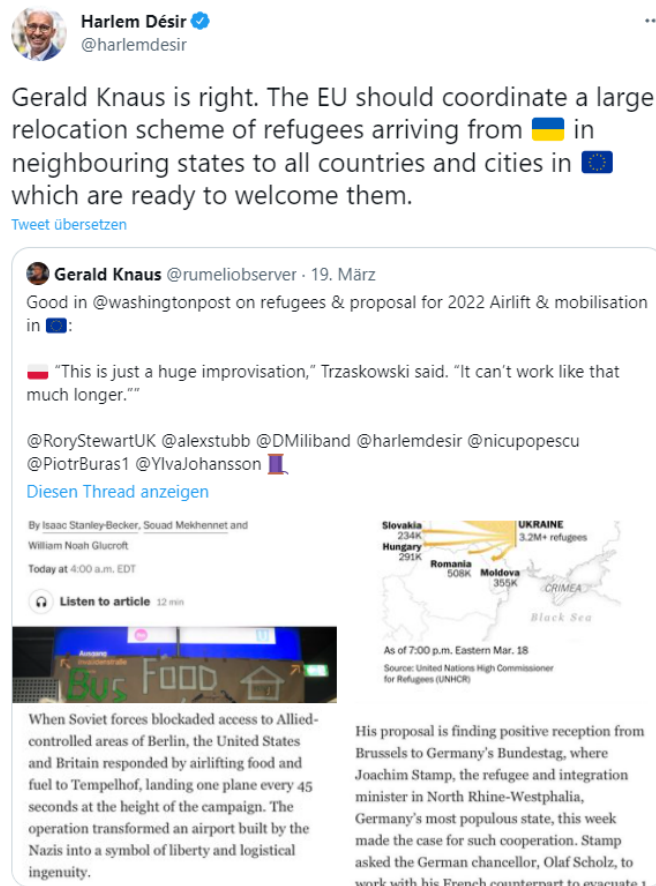 Harlem Désir
@harlemdesir
Gerald Knaus is right. The EU should coordinate a large
relocation scheme of refugees arriving from 🇺🇦 in
neighbouring states to all countries and cities in 🇪🇺
which are ready to welcome them.
Tweet übersetzen
Gerald Knaus @rumeliobserver · 19. März
Good in @washingtonpost on refugees & proposal for 2022 Airlift & mobilisation
in 🇪🇺:
🇵🇱 “This is just a huge improvisation,” Trzaskowski said. “It can’t work like that
much longer.””
@RoryStewartUK @alexstubb @DMiliband @harlemdesir @nicupopescu
@PiotrBuras1 @YlvaJohansson 🧵
Diesen Thread anzeigen
By Isaac Stanley-Becker, Souad Mekhennet and
William Noah Glucroft
Today at 4:00 a.m. EDT
Listen to article 12 min
Ausgang
Invalidenstraße
Bus FOOD
When Soviet forces blockaded access to Allied-
controlled areas of Berlin, the United States
and Britain responded by airlifting food and
fuel to Tempelhof, landing one plane every 45
seconds at the height of the campaign. The
operation transformed an airport built by the
Nazis into a symbol of liberty and logistical
ingenuity.
Slovakia
234K
Hungary
291K
Romania
508K
Moldova
355K
UKRAINE
3.2M+ refugees
CRIMEA
Black Sea
As of 7:00 p.m. Eastern Mar. 18
Source: United Nations High Commissioner
for Refugees (UNHCR)
His proposal is finding positive reception from
Brussels to Germany’s Bundestag, where
Joachim Stamp, the refugee and integration
minister in North Rhine-Westphalia,
Germany’s most populous state, this week
made the case for such cooperation. Stamp
asked the German chancellor, Olaf Scholz, to
work with his French counterpart to evacuate 1